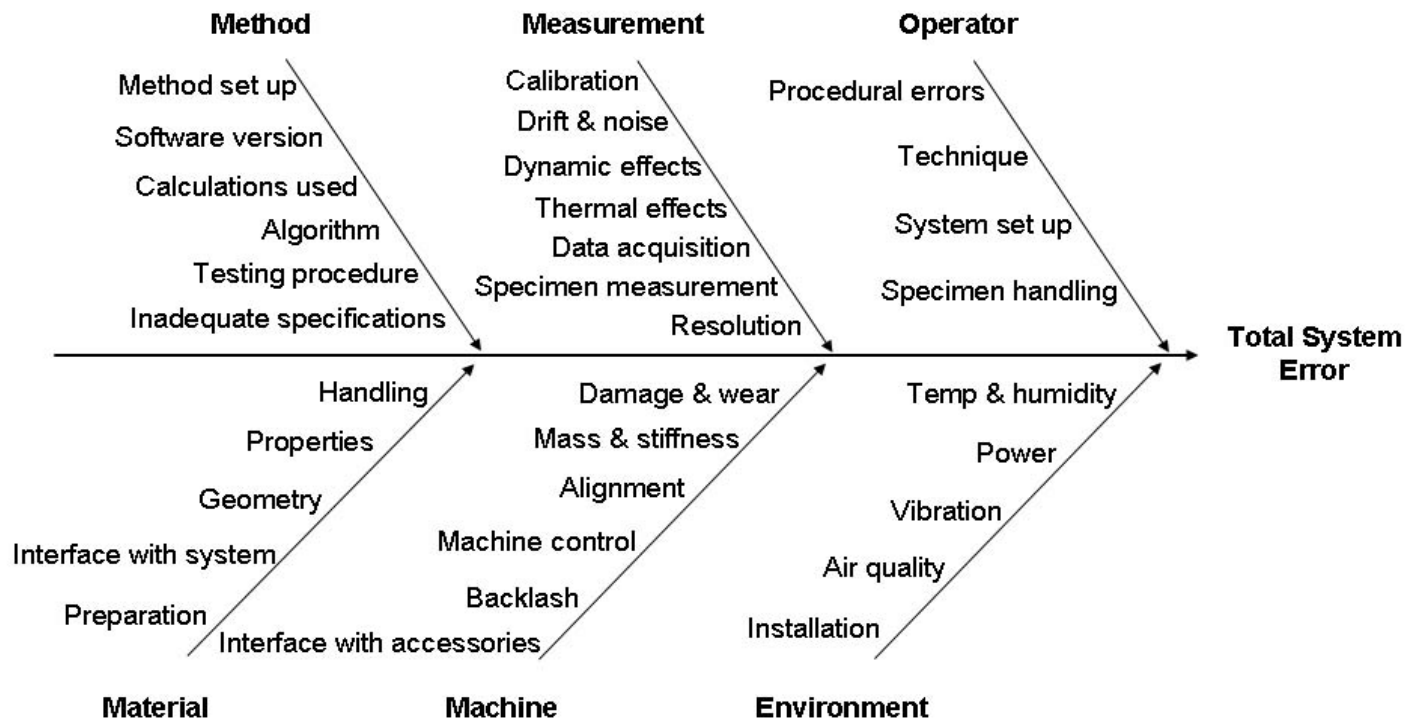 Method
Measurement
Operator
Method set up
Software version
Calculations used
Algorithm
Testing procedure
Inadequate specifications
Calibration
Drift & noise
Dynamic effects
Thermal effects
Data acquisition
Specimen measurement
Resolution
Procedural errors
Technique
System set up
Specimen handling
Total System
Error
Handling
Properties
Geometry
Interface with system
Preparation
Damage & wear
Mass & stiffness
Alignment
Machine control
Backlash
Interface with accessories
Temp & humidity
Power
Vibration
Air quality
Installation
Material
Machine
Environment